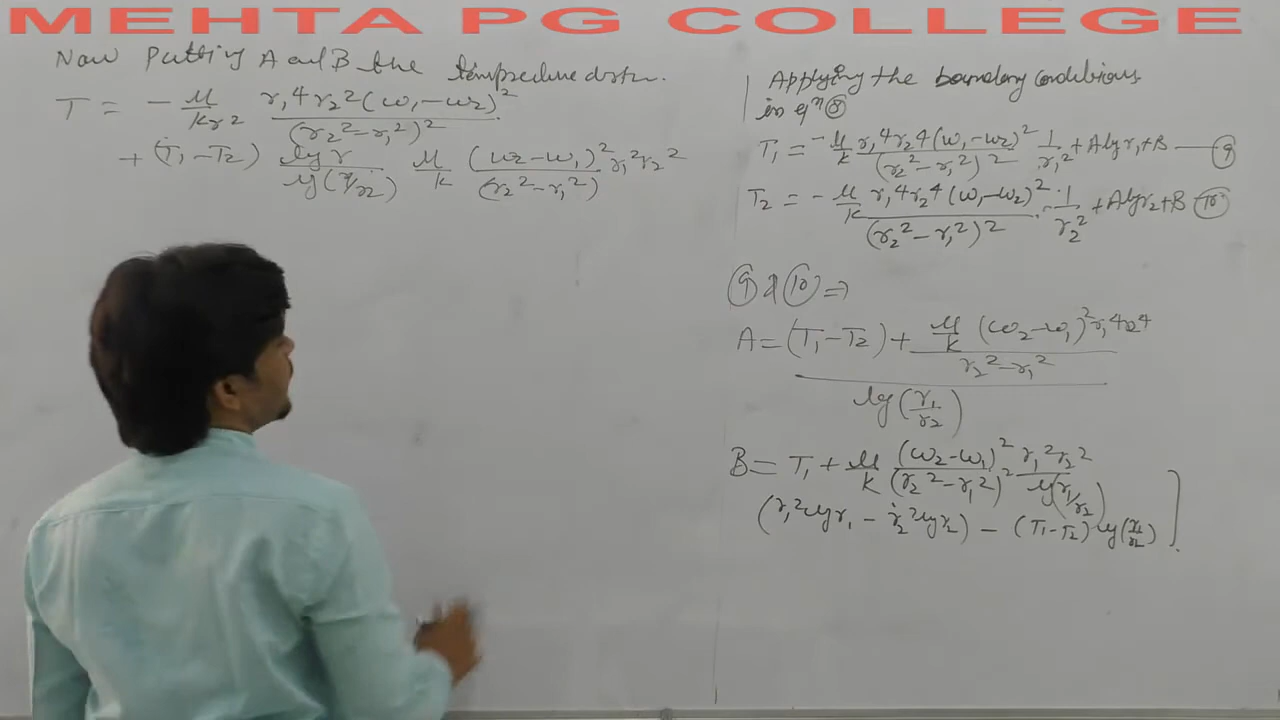 MEHTA PG COLLEGE
Now Putting A and B the temperature distn.
T = - μ/kr² r₁⁴r₂²(ω₁-ω₂)²/(r₂²-r₁²)²
+ (T₁-T₂) log r/log(r₁/r₂) μ/k (ω₂-ω₁)²/(r₂²-r₁²) r₁²r₂²
Applying the boundary conditions
in eqⁿ ⑧
T₁ = -μ/k r₁⁴r₂⁴(ω₁-ω₂)²/(r₂²-r₁²)² 1/r₁² + A log r₁ + B — ⑨
T₂ = -μ/k r₁⁴r₂⁴(ω₁-ω₂)²/(r₂²-r₁²)² · 1/r₂² + A log r₂ + B ⑩
⑨ & ⑩ ⇒
A = (T₁-T₂) + μ/k (ω₂-ω₁)² r₁⁴r₂⁴/r₂²-r₁²
log(r₁/r₂)
B = T₁ + μ/k (ω₂-ω₁)²/(r₂²-r₁²)² r₁²r₂²/log(r₁/r₂)
(r₁² log r₁ - r₂² log r₂) - (T₁-T₂) log(r₁/r₂) ]